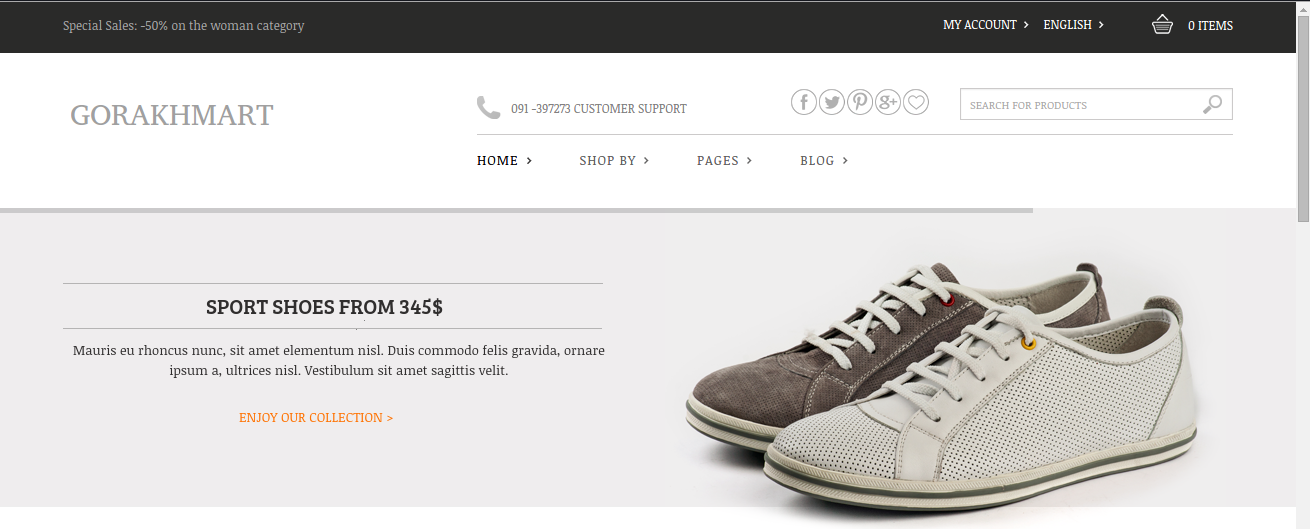 Special Sales: -50% on the woman category
MY ACCOUNT >
ENGLISH >
0 ITEMS
GORAKHMART
091 -397273 CUSTOMER SUPPORT
SEARCH FOR PRODUCTS
HOME >
SHOP BY >
PAGES >
BLOG >
SPORT SHOES FROM 345$
Mauris eu rhoncus nunc, sit amet elementum nisl. Duis commodo felis gravida, ornare
ipsum a, ultrices nisl. Vestibulum sit amet sagittis velit.
ENJOY OUR COLLECTION >